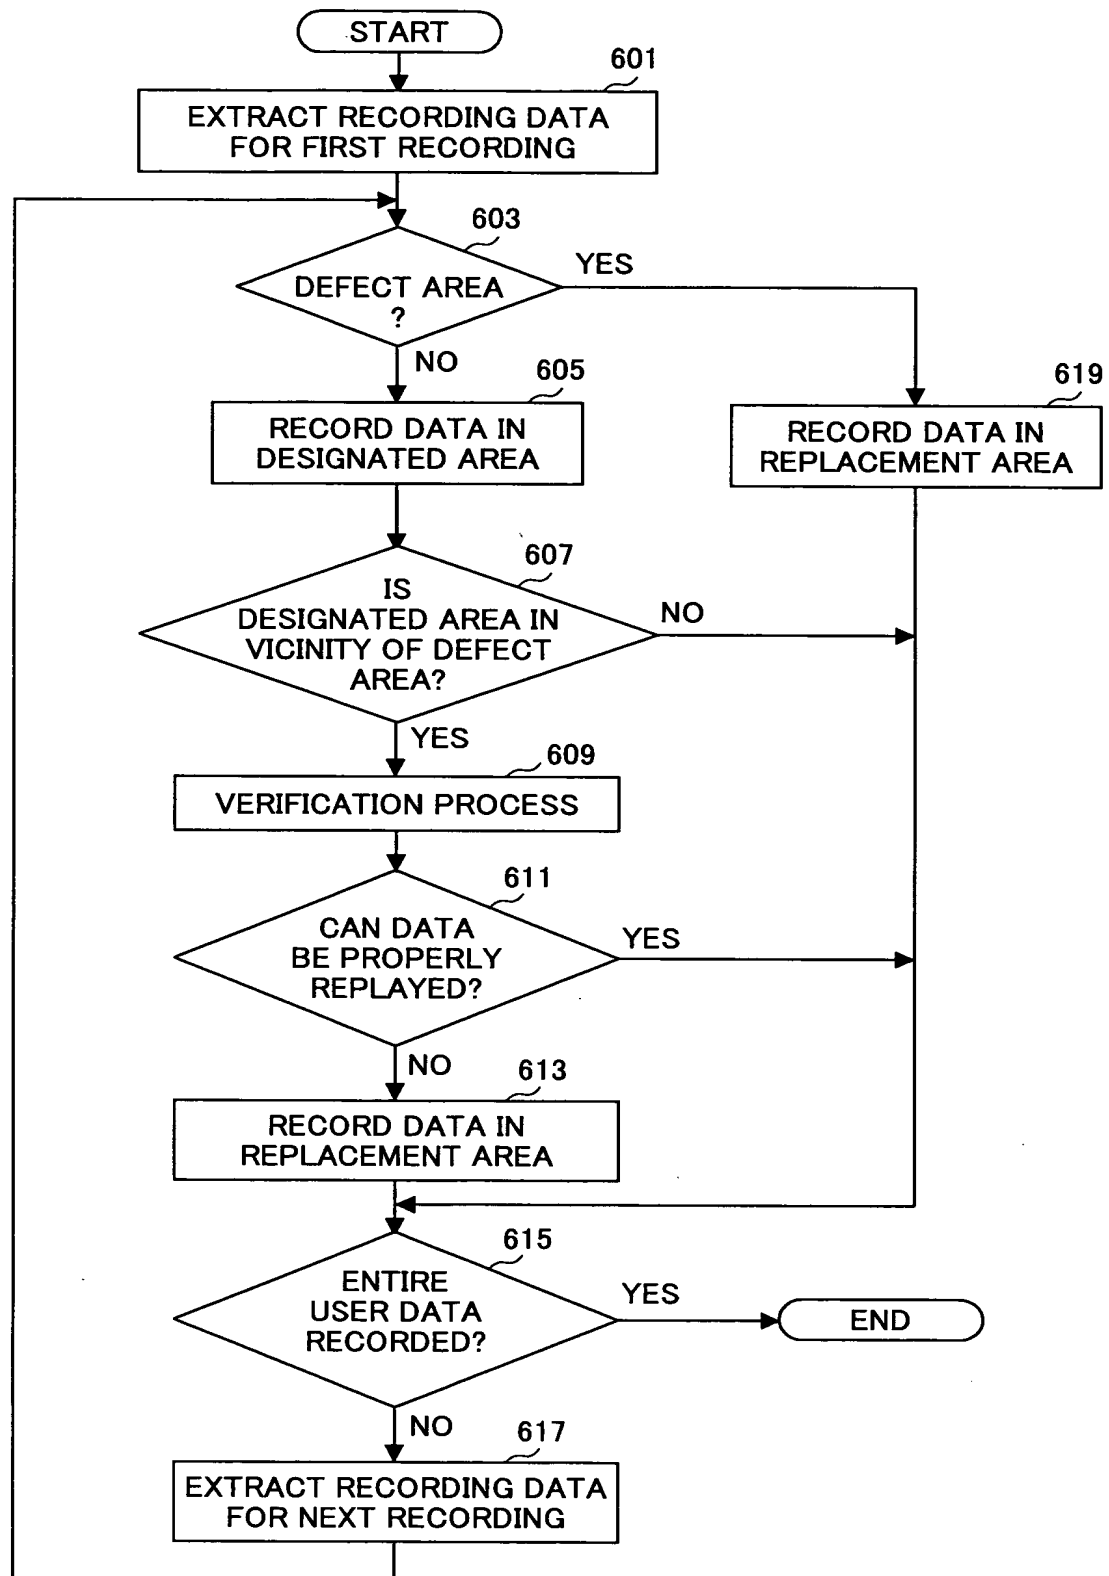 START
601
EXTRACT RECORDING DATA
FOR FIRST RECORDING
603
DEFECT AREA
?
YES
NO
605
RECORD DATA IN
DESIGNATED AREA
619
RECORD DATA IN
REPLACEMENT AREA
607
IS
DESIGNATED AREA IN
VICINITY OF DEFECT
AREA?
NO
YES
609
VERIFICATION PROCESS
611
CAN DATA
BE PROPERLY
REPLAYED?
YES
NO
613
RECORD DATA IN
REPLACEMENT AREA
615
ENTIRE
USER DATA
RECORDED?
YES
END
NO
617
EXTRACT RECORDING DATA
FOR NEXT RECORDING